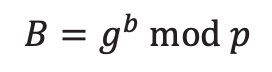 B = g^b mod p